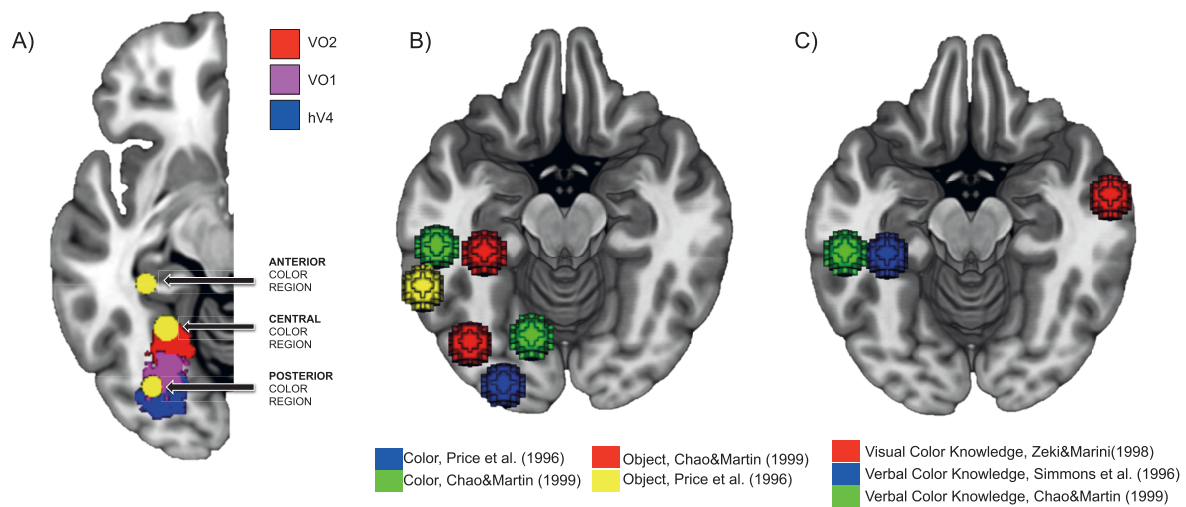 A)
VO2
VO1
hV4
ANTERIOR
COLOR
REGION
CENTRAL
COLOR
REGION
POSTERIOR
COLOR
REGION
B)
Color, Price et al. (1996)
Color, Chao&Martin (1999)
Object, Chao&Martin (1999)
Object, Price et al. (1996)
C)
Visual Color Knowledge, Zeki&Marini(1998)
Verbal Color Knowledge, Simmons et al. (1996)
Verbal Color Knowledge, Chao&Martin (1999)